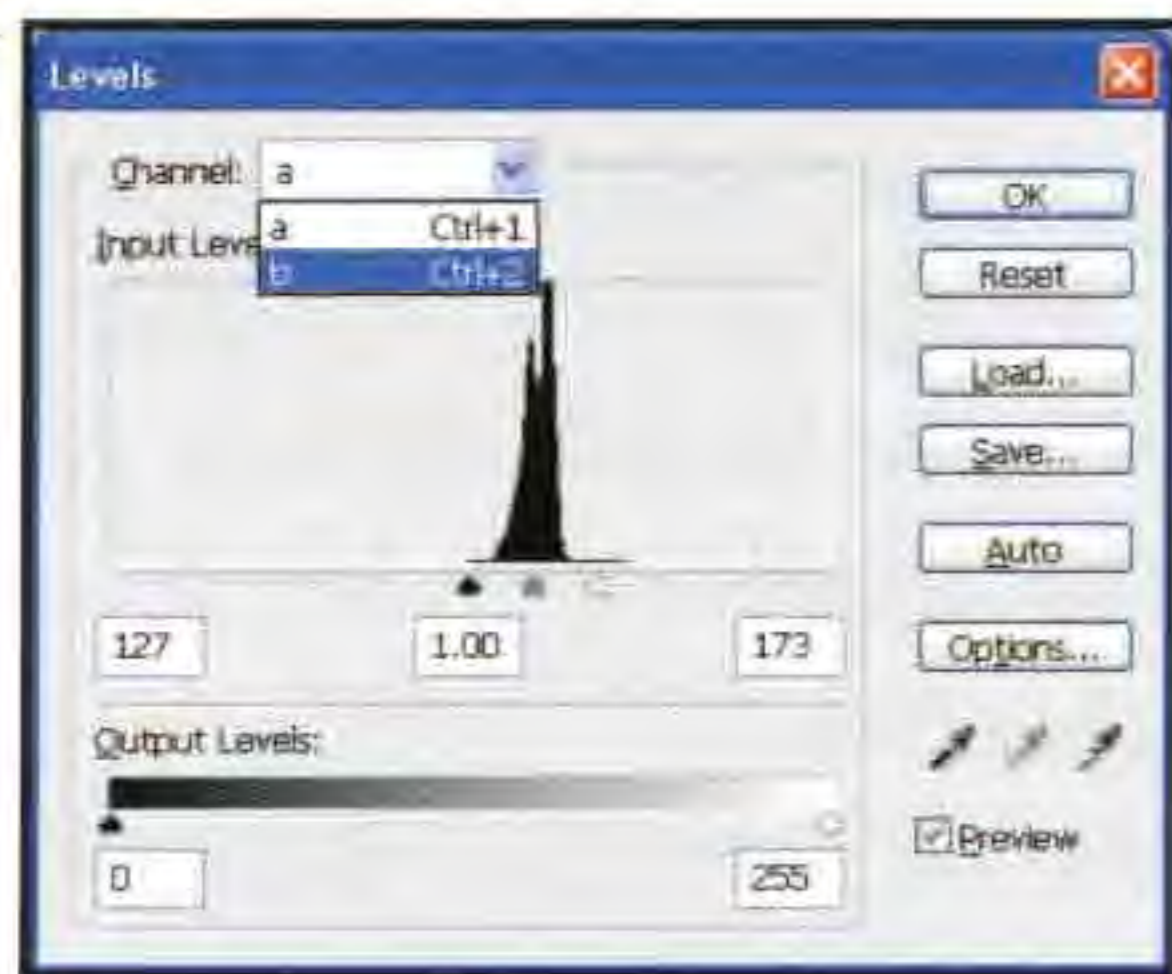 Levels
Channel: a
a Ctrl+1
b Ctrl+2
Input Leve
OK
Reset
Load...
Save...
Auto
Options...
127 1.00 173
Output Levels:
0 255
Preview